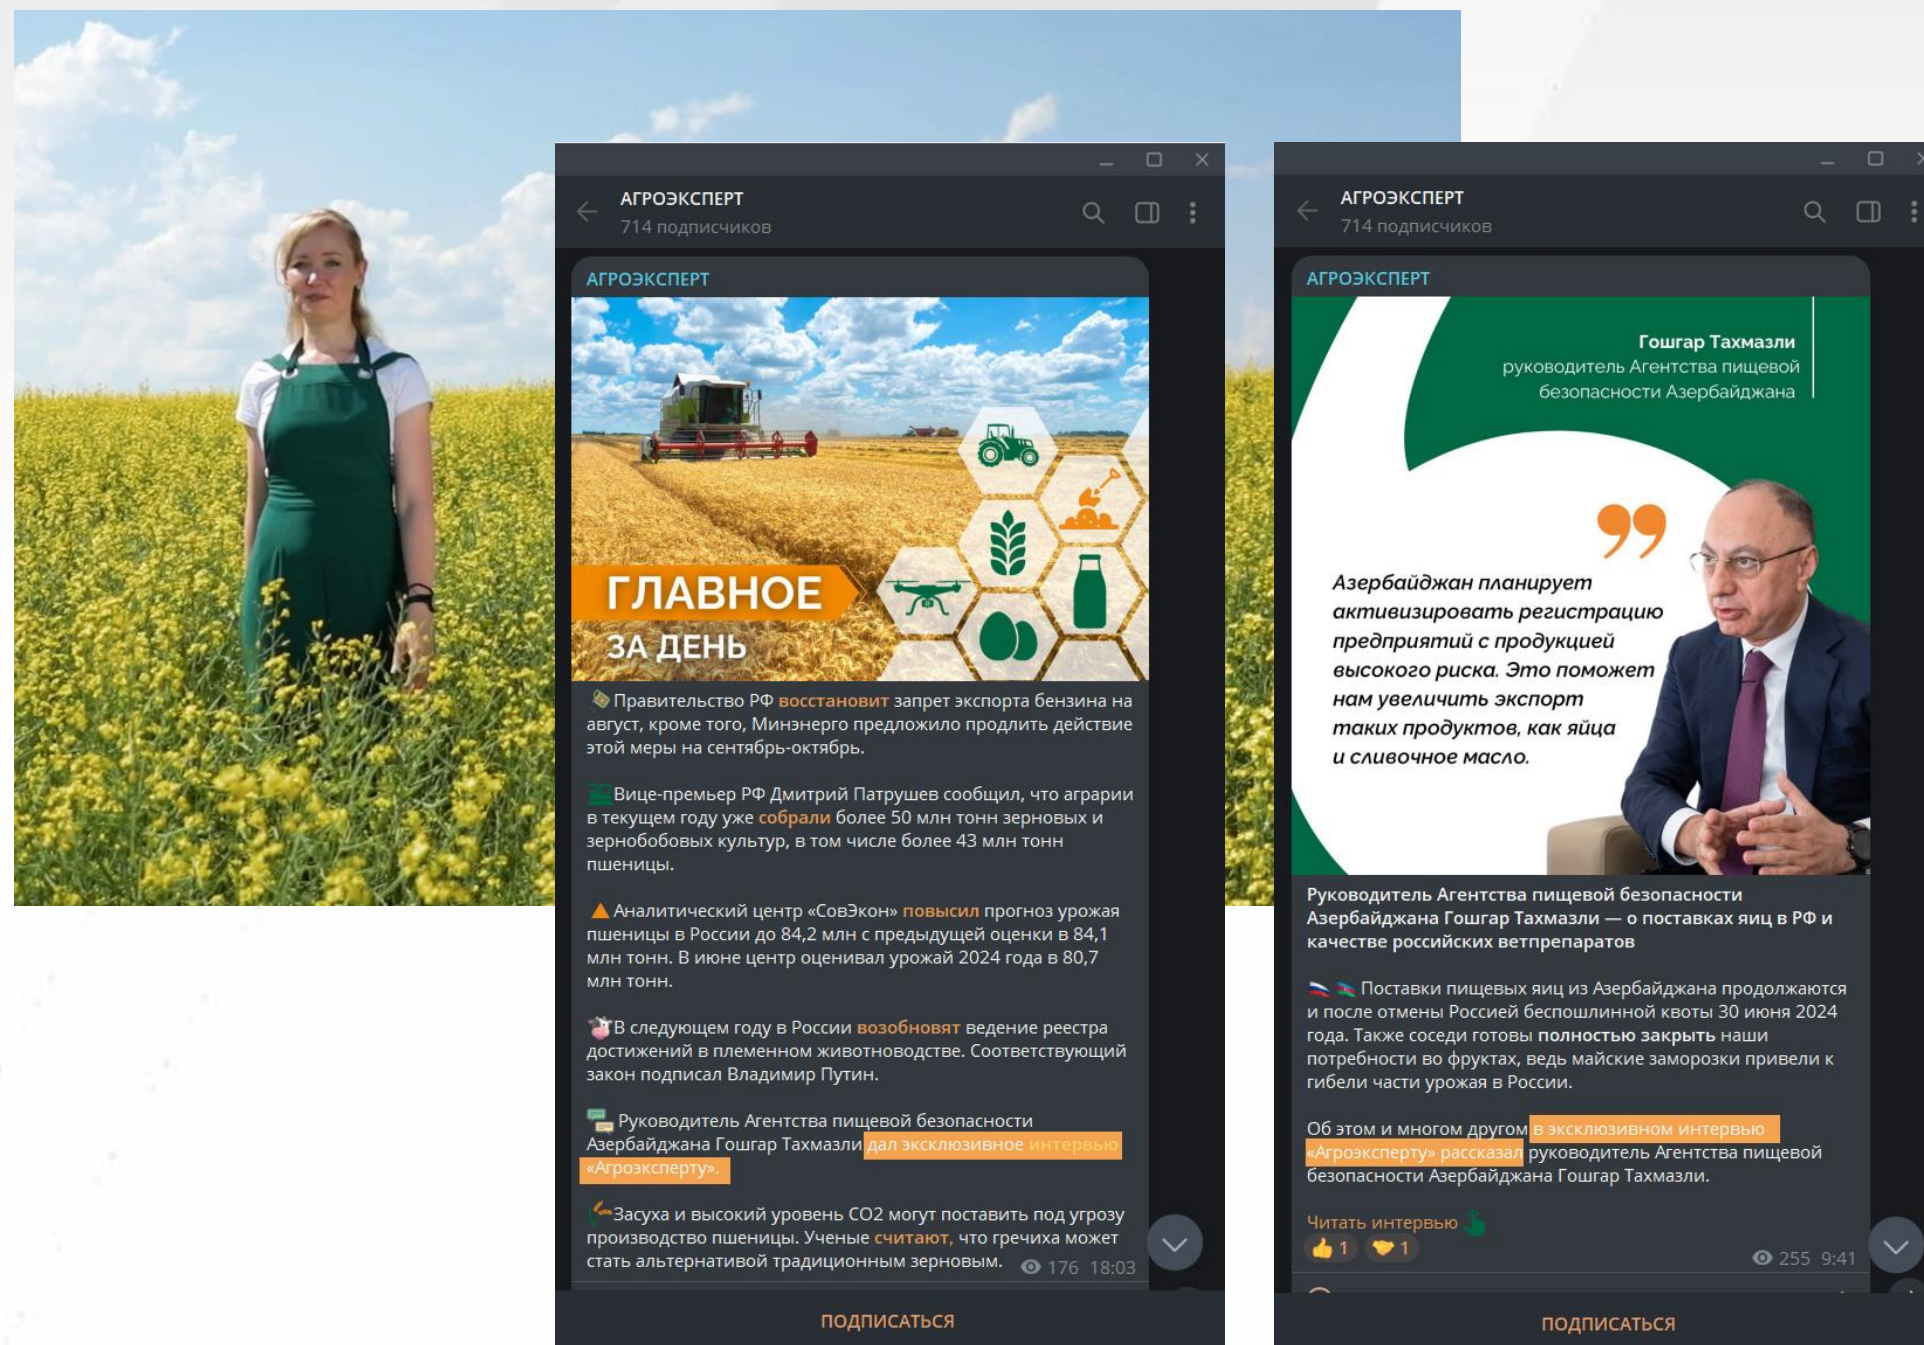 АГРОЭКСПЕРТ
714 подписчиков
АГРОЭКСПЕРТ
ГЛАВНОЕ
ЗА ДЕНЬ
Правительство РФ восстановит запрет экспорта бензина на
август, кроме того, Минэнерго предложило продлить действие
этой меры на сентябрь-октябрь.
Вице-премьер РФ Дмитрий Патрушев сообщил, что аграрии
в текущем году уже собрали более 50 млн тонн зерновых и
зернобобовых культур, в том числе более 43 млн тонн
пшеницы.
Аналитический центр «СовЭкон» повысил прогноз урожая
пшеницы в России до 84,2 млн с предыдущей оценки в 84,1
млн тонн. В июне центр оценивал урожай 2024 года в 80,7
млн тонн.
В следующем году в России возобновят ведение реестра
достижений в племенном животноводстве. Соответствующий
закон подписал Владимир Путин.
Руководитель Агентства пищевой безопасности
Азербайджана Гошгар Тахмазли дал эксклюзивное интервью
«Агроэксперту».
Засуха и высокий уровень СО2 могут поставить под угрозу
производство пшеницы. Ученые считают, что гречиха может
стать альтернативой традиционным зерновым.
176 18:03
ПОДПИСАТЬСЯ
АГРОЭКСПЕРТ
714 подписчиков
АГРОЭКСПЕРТ
Гошгар Тахмазли
руководитель Агентства пищевой
безопасности Азербайджана
Азербайджан планирует
активизировать регистрацию
предприятий с продукцией
высокого риска. Это поможет
нам увеличить экспорт
таких продуктов, как яйца
и сливочное масло.
Руководитель Агентства пищевой безопасности
Азербайджана Гошгар Тахмазли — о поставках яиц в РФ и
качестве российских ветпрепаратов
Поставки пищевых яиц из Азербайджана продолжаются
и после отмены Россией беспошлинной квоты 30 июня 2024
года. Также соседи готовы полностью закрыть наши
потребности во фруктах, ведь майские заморозки привели к
гибели части урожая в России.
Об этом и многом другом в эксклюзивном интервью
«Агроэксперту» рассказал руководитель Агентства пищевой
безопасности Азербайджана Гошгар Тахмазли.
Читать интервью
1 1
255 9:41
ПОДПИСАТЬСЯ